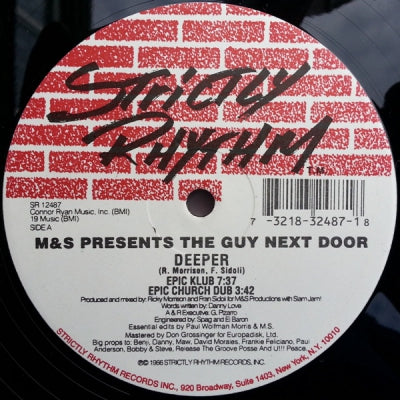 STRICTLY
RHYTHM
T.M.
SR 12487
Connor Ryan Music, Inc. (BMI)
19 Music (BMI)
SIDE A
7 -3218-32487-1 8
M&S PRESENTS THE GUY NEXT DOOR
DEEPER
(R. Morrison, F. Sidoli)
EPIC KLUB 7:37
EPIC CHURCH DUB 3:42
Produced and mixed by: Ricky Morrison and Fran Sidoli for M&S Productions with Slam Jam!
Words written by: Danny Love
A & R Executive: G. Pizarro
Engineered by: Spag and El Baron
Essential edits by Paul Wolfman Morris & M.S.
Mastered by Don Grossinger for Europadisk, Ltd.
Big props to: Benji, Danny, Maw, David Morales, Frankie Feliciano, Paul
Anderson, Bobby & Steve, Release The Groove Posse And U!!! Peace.
℗© 1998 STRICTLY RHYTHM RECORDS, INC.
STRICTLY RHYTHM RECORDS INC., 920 Broadway, Suite 1403, New York, N.Y. 10010